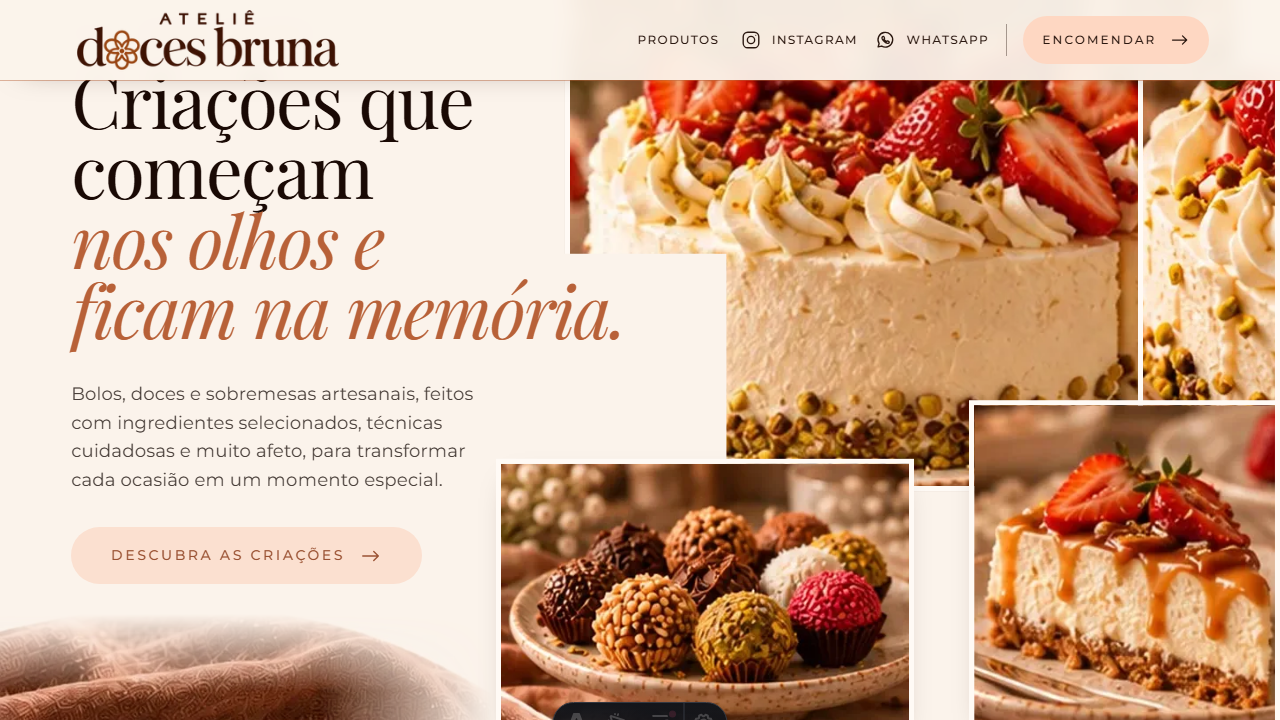 ATELIÊ
doces bruna
PRODUTOS
INSTAGRAM
WHATSAPP
ENCOMENDAR
Criações que
começam
nos olhos e
ficam na memória.
Bolos, doces e sobremesas artesanais, feitos
com ingredientes selecionados, técnicas
cuidadosas e muito afeto, para transformar
cada ocasião em um momento especial.
DESCUBRA AS CRIAÇÕES